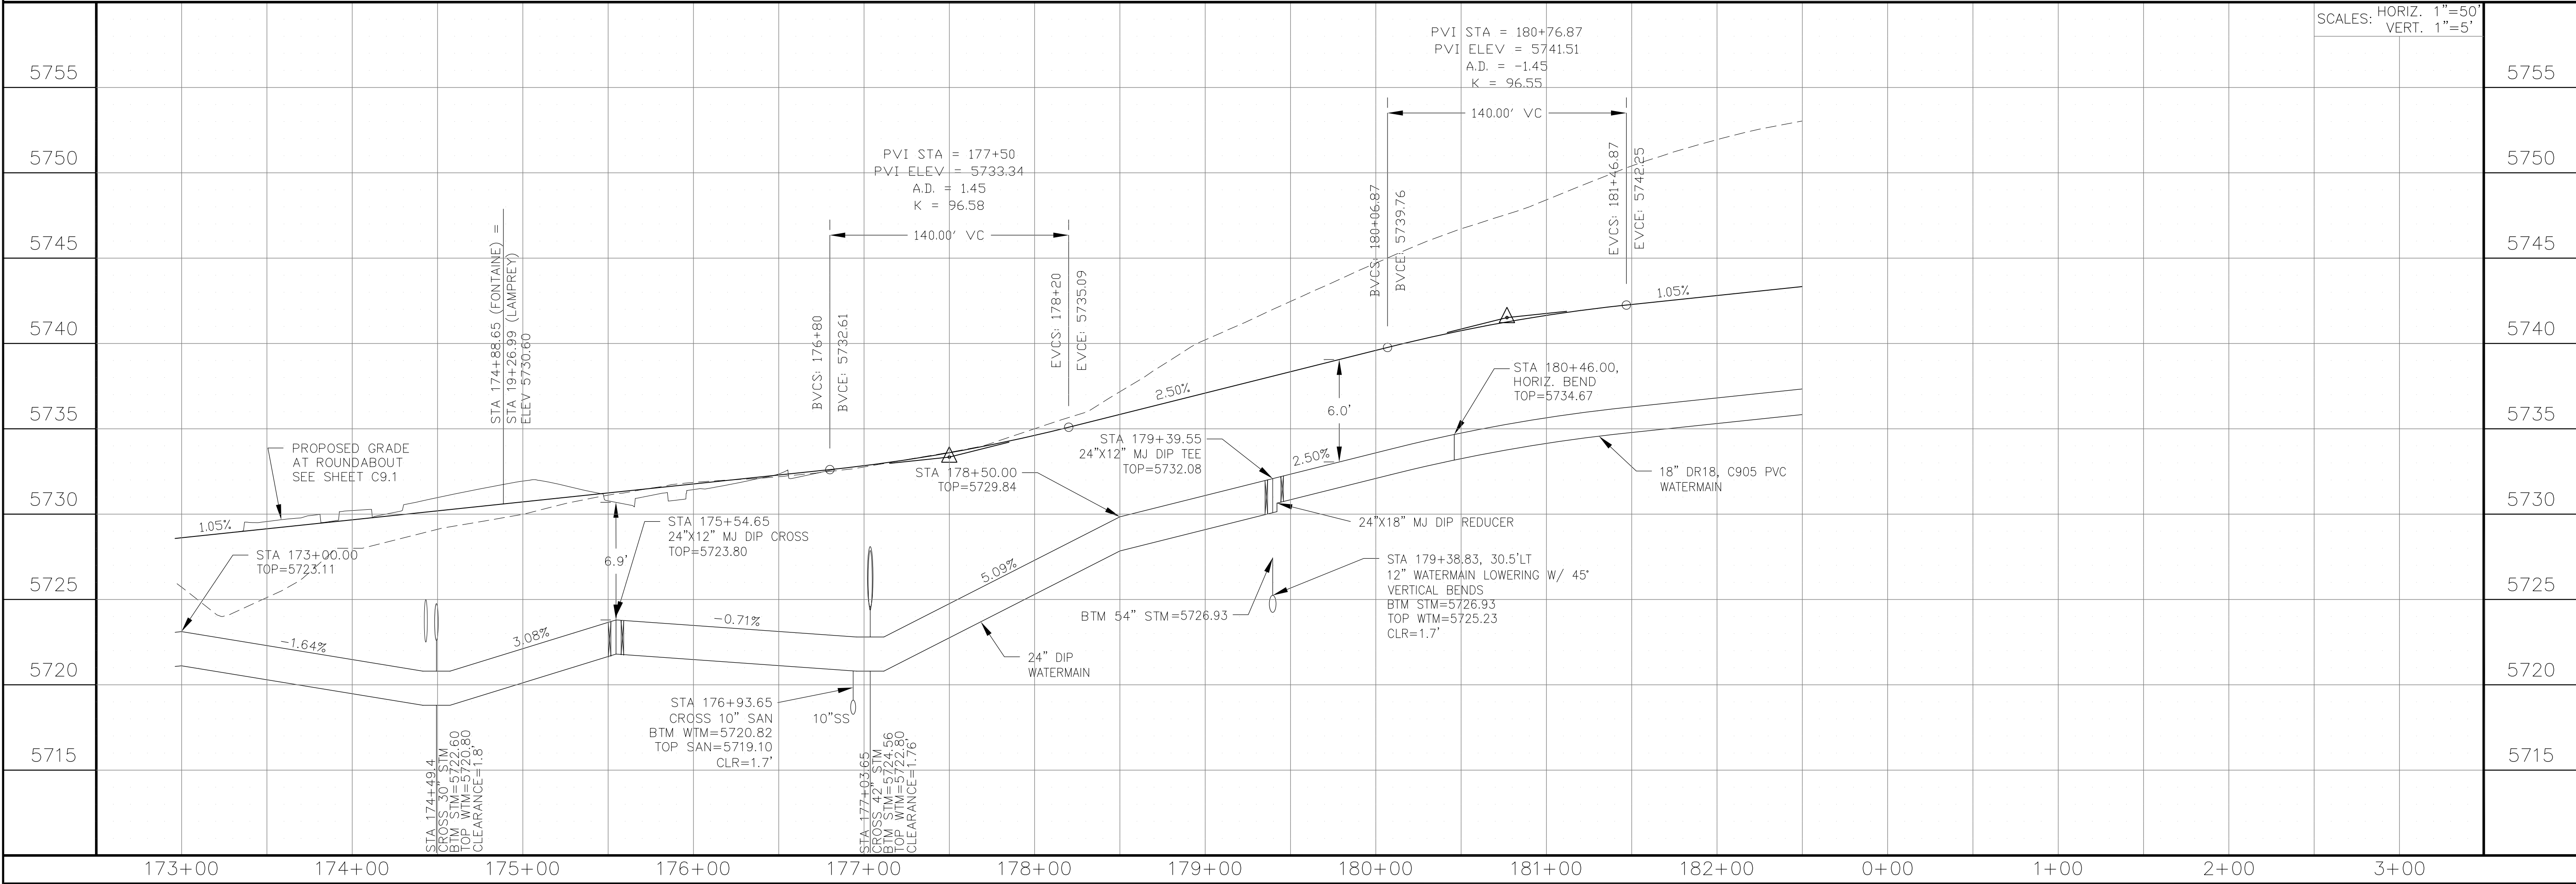 SCALES: HORIZ. 1"=50'
VERT. 1"=5'
5755
5750
5745
5740
5735
5730
5725
5720
5715
PVI STA = 180+76.87
PVI ELEV = 5741.51
A.D. = -1.45
K = 96.55
140.00' VC
BVCS: 180+06.87
BVCE: 5739.76
EVCS: 181+46.87
EVCE: 5742.25
PVI STA = 177+50
PVI ELEV = 5733.34
A.D. = 1.45
K = 96.58
140.00' VC
BVCS: 176+80
BVCE: 5732.61
EVCS: 178+20
EVCE: 5735.09
STA 174+88.65 (FONTAINE) =
STA 19+26.99 (LAMPREY)
ELEV 5730.60
PROPOSED GRADE
AT ROUNDABOUT
SEE SHEET C9.1
1.05%
2.50%
1.05%
STA 173+00.00
TOP=5723.11
-1.64%
3.08%
6.9'
STA 175+54.65
24"X12" MJ DIP CROSS
TOP=5723.80
-0.71%
5.09%
STA 178+50.00
TOP=5729.84
STA 179+39.55
24"X12" MJ DIP TEE
TOP=5732.08
6.0'
2.50%
STA 180+46.00,
HORIZ. BEND
TOP=5734.67
18" DR18, C905 PVC
WATERMAIN
24"X18" MJ DIP REDUCER
STA 179+38.83, 30.5'LT
12" WATERMAIN LOWERING W/ 45°
VERTICAL BENDS
BTM STM=5726.93
TOP WTM=5725.23
CLR=1.7'
BTM 54" STM=5726.93
24" DIP
WATERMAIN
STA 176+93.65
CROSS 10" SAN
BTM WTM=5720.82
TOP SAN=5719.10
CLR=1.7'
10"SS
STA 174+49.4
CROSS 30" STM
BTM STM=5722.60
TOP WTM=5720.80
CLEARANCE=1.8'
STA 177+03.65
CROSS 42" STM
BTM STM=5724.56
TOP WTM=5722.80
CLEARANCE=1.76'
5755
5750
5745
5740
5735
5730
5725
5720
5715
173+00 174+00 175+00 176+00 177+00 178+00 179+00 180+00 181+00 182+00 0+00 1+00 2+00 3+00